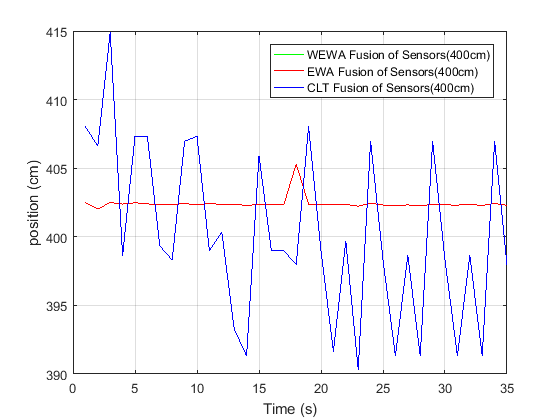 415
410
405
400
395
390
position (cm)
WEWA Fusion of Sensors(400cm)
EWA Fusion of Sensors(400cm)
CLT Fusion of Sensors(400cm)
0 5 10 15 20 25 30 35
Time (s)